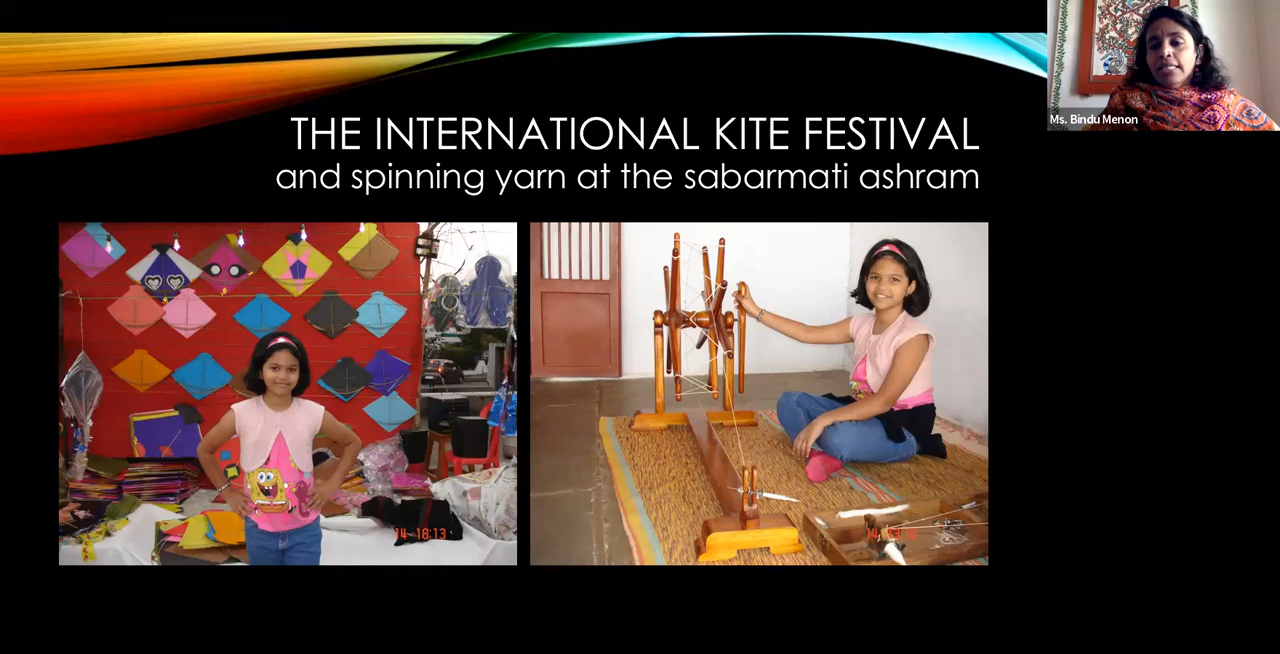 THE INTERNATIONAL KITE FESTIVAL
and spinning yarn at the sabarmati ashram
Ms. Bindu Menon
14 18:13